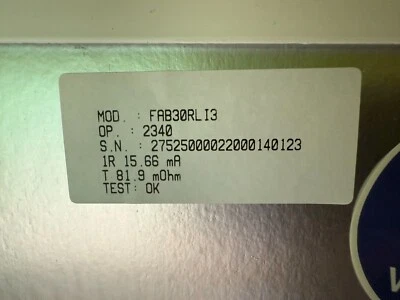 MOD. : FAB30RLI3
OP. : 2340
S.N. : 27525000022000140123
1R 15.66 mA
T 81.9 mOhm
TEST: OK